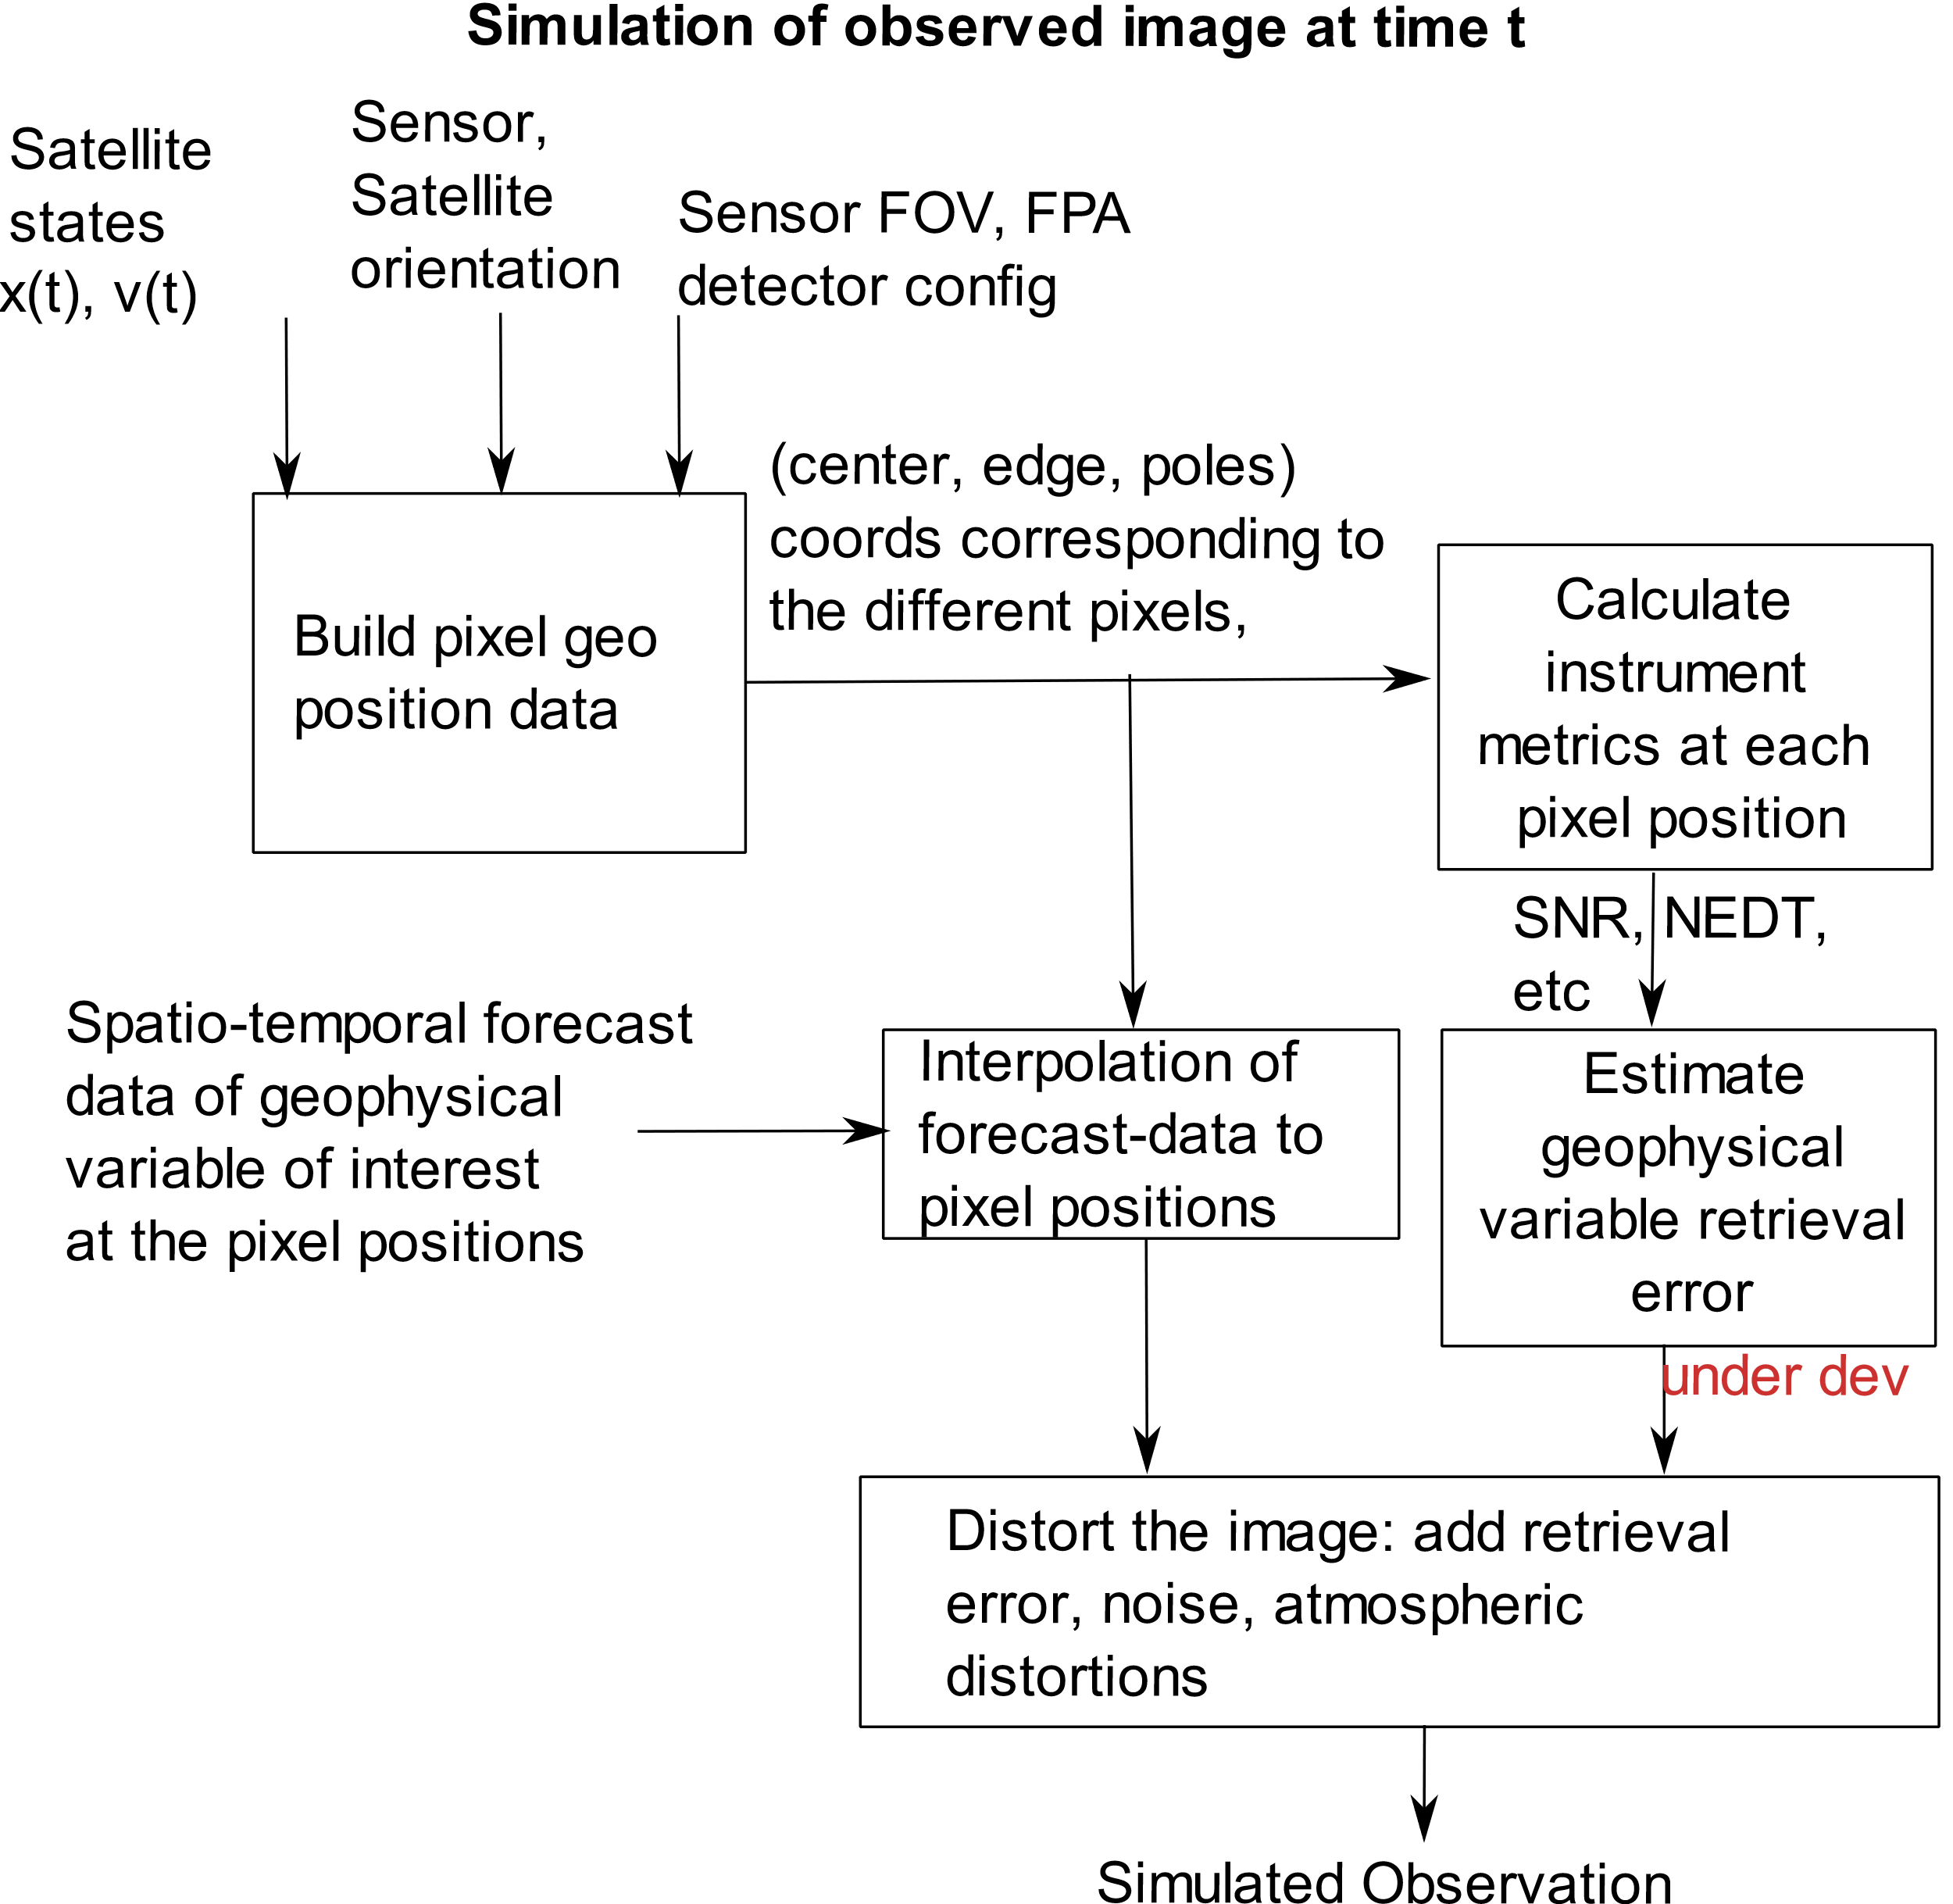 Simulation of observed image at time t
Satellite
states
x(t), v(t)
Sensor,
Satellite
orientation
Sensor FOV, FPA
detector config
(center, edge, poles)
coords corresponding to
the different pixels,
Build pixel geo
position data
Calculate
instrument
metrics at each
pixel position
SNR, NEDT,
etc
Spatio-temporal forecast
data of geophysical
variable of interest
at the pixel positions
Interpolation of
forecast-data to
pixel positions
Estimate
geophysical
variable retrieval
error
under dev
Distort the image: add retrieval
error, noise, atmospheric
distortions
Simulated Observation